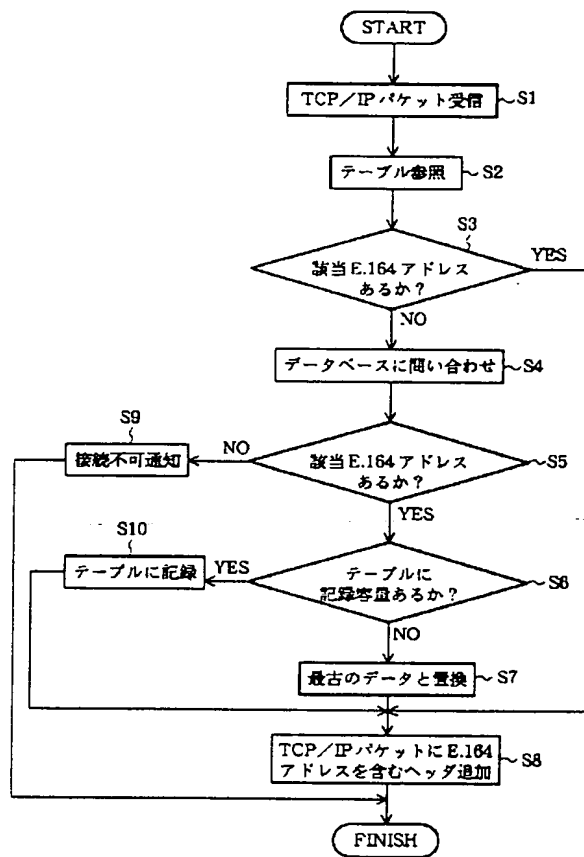 START
TCP/IPパケット受信
S1
テーブル参照
S2
S3
該当E.164アドレス
あるか？
YES
NO
データベースに問い合わせ
S4
S9
接続不可通知
NO
該当E.164アドレス
あるか？
S5
YES
S10
テーブルに記録
YES
テーブルに
記録容量あるか？
S6
NO
最古のデータと置換
S7
TCP/IPパケットにE.164
アドレスを含むヘッダ追加
S8
FINISH